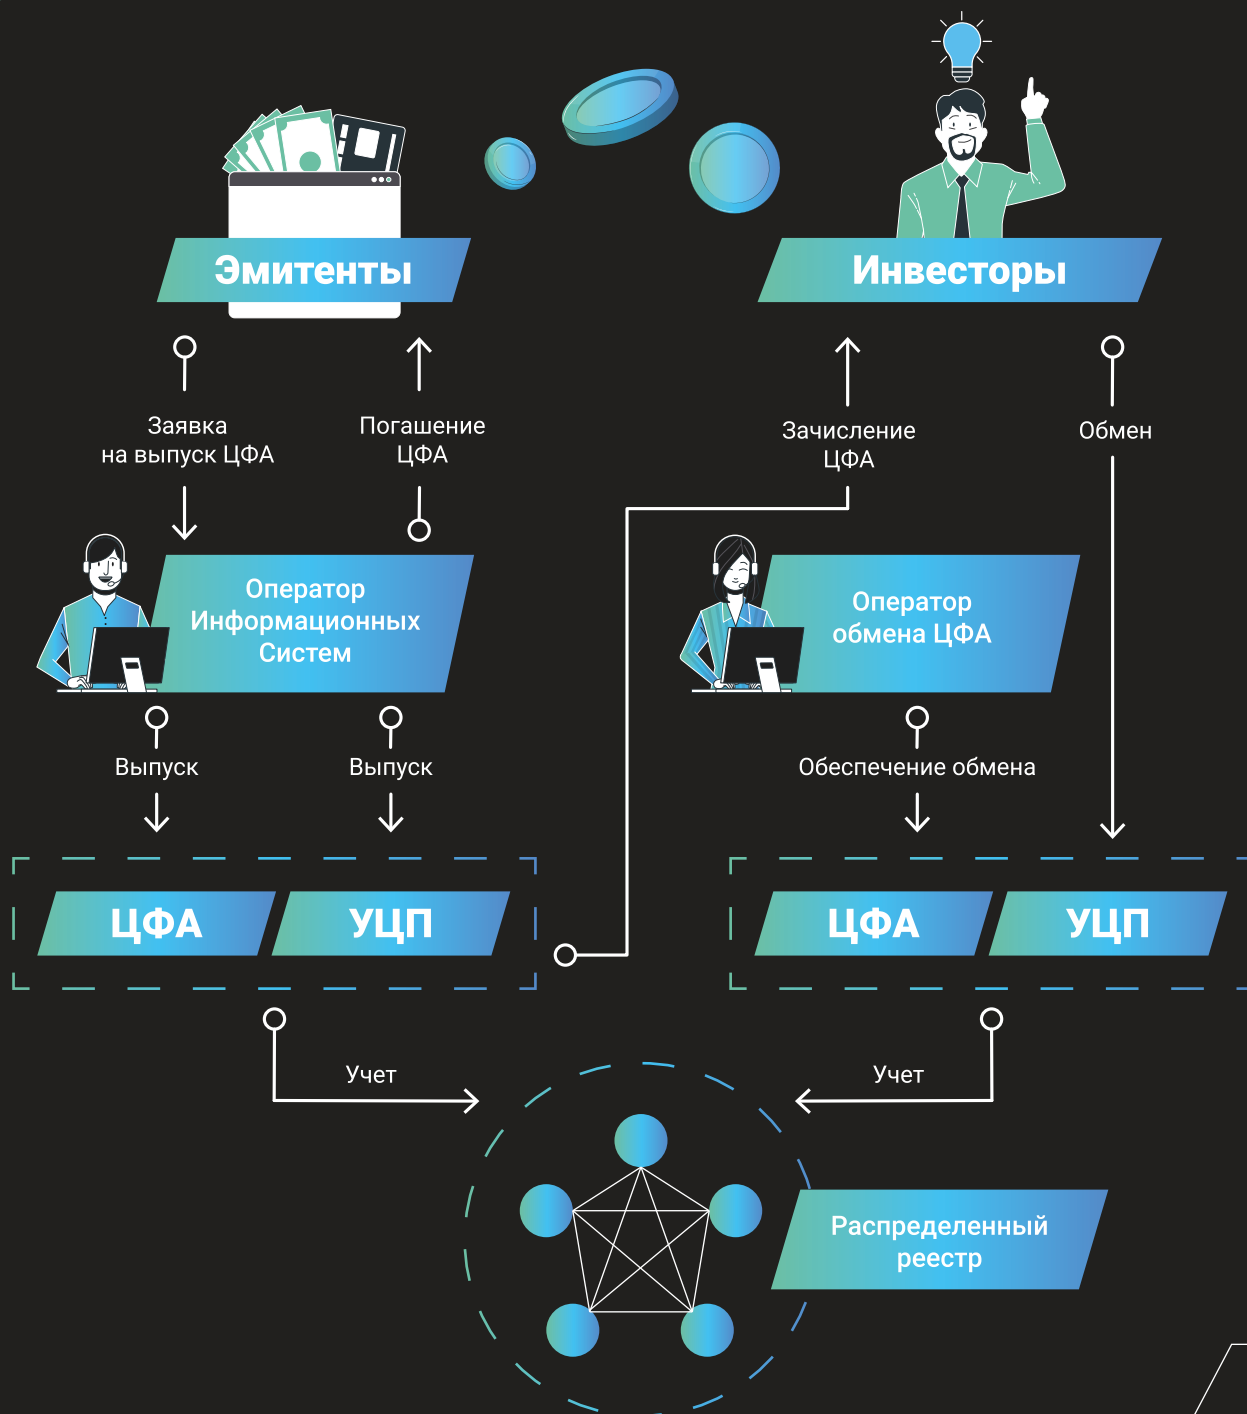 Эмитенты
Инвесторы
Заявка
на выпуск ЦФА
Погашение
ЦФА
Зачисление
ЦФА
Обмен
Оператор
Информационных
Систем
Оператор
обмена ЦФА
Выпуск
Выпуск
Обеспечение обмена
ЦФА
УЦП
ЦФА
УЦП
Учет
Учет
Распределенный
реестр